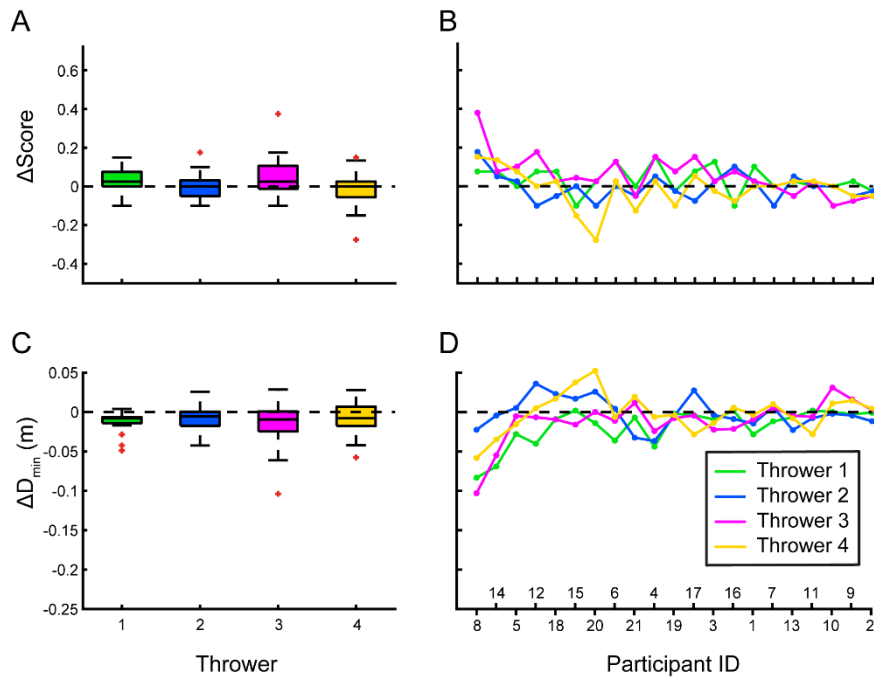 A
B
ΔScore
0.6
0.4
0.2
0
-0.2
-0.4
C
D
ΔD_min (m)
0.05
0
-0.05
-0.1
-0.15
-0.2
-0.25
Thrower 1
Thrower 2
Thrower 3
Thrower 4
14 12 15 6 4 17 16 7 11 9
1 2 3 4
8 5 18 20 21 19 3 1 13 10 2
Thrower
Participant ID